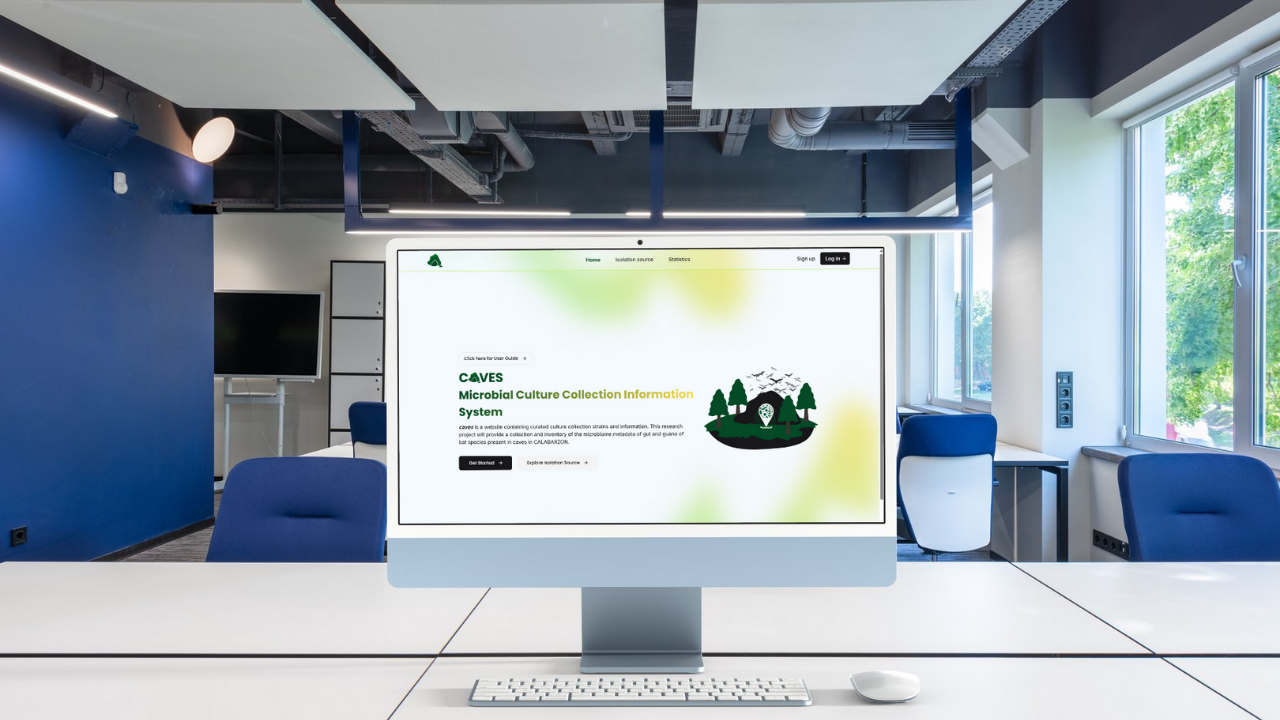 Home Isolation source Statistics Sign up Log in →
Click here for User Guide →
CAVES
Microbial Culture Collection Information
System
caves is a website containing curated culture collection strains and information. This research
project will provide a collection and inventory of the microbiome metadata of gut and guano of
bat species present in caves in CALABARZON.
Get Started → Explore Isolation Source →